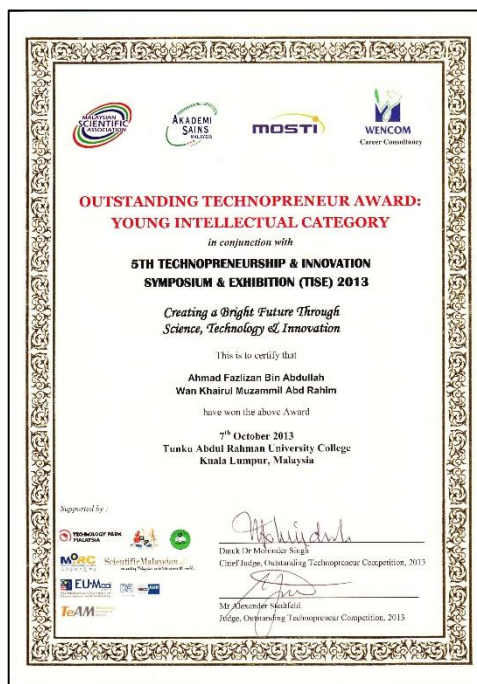 MALAYSIAN
SCIENTIFIC
ASSOCIATION
AKADEMI
SAINS
MALAYSIA
MOSTI
WENCOM
Career Consultancy
OUTSTANDING TECHNOPRENEUR AWARD:
YOUNG INTELLECTUAL CATEGORY
in conjunction with
5TH TECHNOPRENEURSHIP & INNOVATION
SYMPOSIUM & EXHIBITION (TISE) 2013
Creating a Bright Future Through
Science, Technology & Innovation
This is to certify that
Ahmad Fazlizan Bin Abdullah
Wan Khairul Muzammil Abd Rahim
have won the above Award
7th October 2013
Tunku Abdul Rahman University College
Kuala Lumpur, Malaysia
Supported by :
TECHNOLOGY PARK
MALAYSIA
ScientificMalaysian
TeAM
Datuk Dr Mohinder Singh
Chief Judge, Outstanding Technopreneur Competition, 2013
Mr Alexander
Judge, Outstanding Technopreneur Competition, 2013